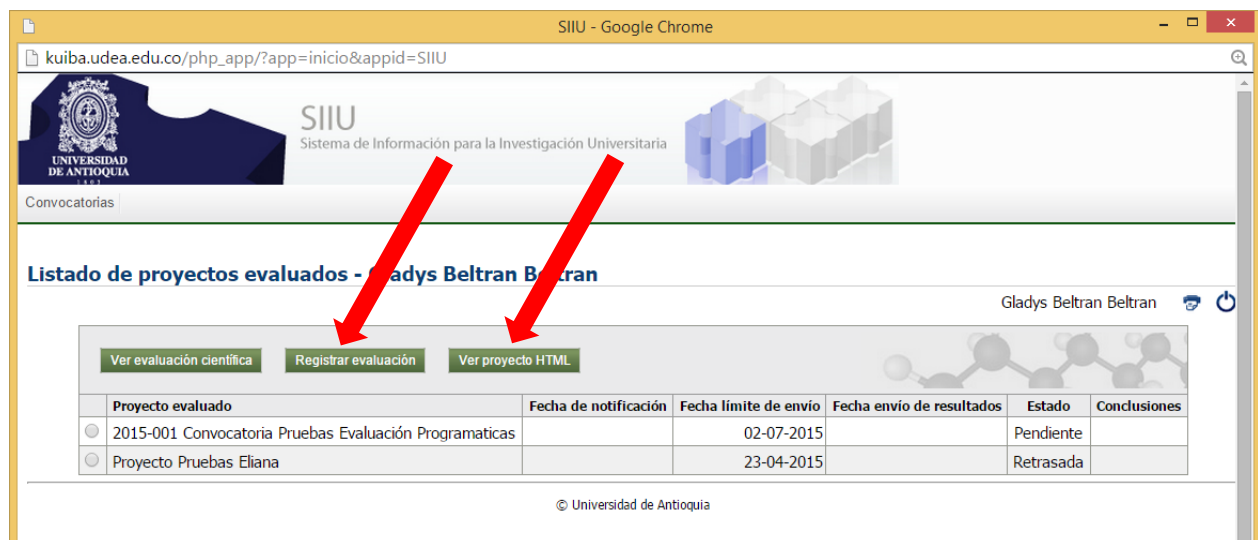 SIIU - Google Chrome
kuiba.udea.edu.co/php_app/?app=inicio&appid=SIIU
UNIVERSIDAD
DE ANTIOQUIA
1803
SIIU
Sistema de Información para la Investigación Universitaria
Convocatorias
Listado de proyectos evaluados - Gladys Beltran Beltran
Gladys Beltran Beltran
Ver evaluación científica Registrar evaluación Ver proyecto HTML
Proyecto evaluado Fecha de notificación Fecha límite de envío Fecha envío de resultados Estado Conclusiones
2015-001 Convocatoria Pruebas Evaluación Programaticas 02-07-2015 Pendiente
Proyecto Pruebas Eliana 23-04-2015 Retrasada
© Universidad de Antioquia